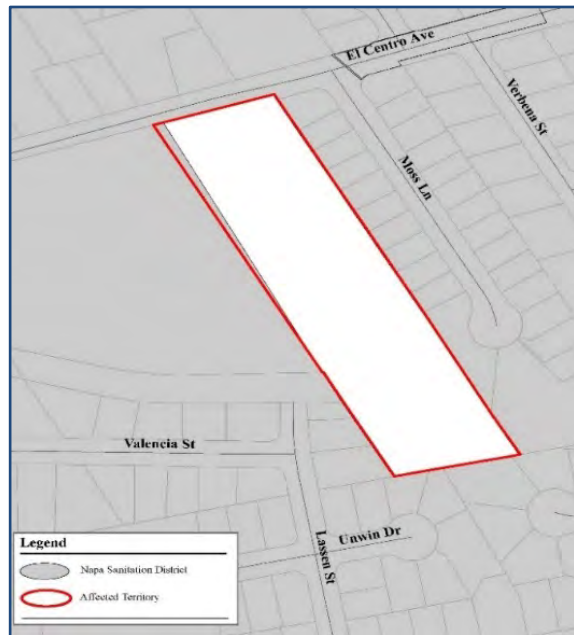 El Centro Ave
Verbena St
Moss Ln
Valencia St
Unwin Dr
Lassen St
Legend
Napa Sanitation District
Affected Territory